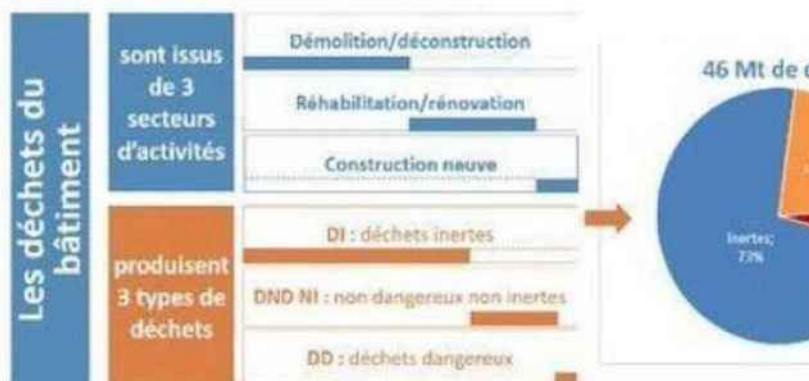 Les déchets du
bâtiment
sont issus
de 3
secteurs
d'activités
Démolition/déconstruction
Réhabilitation/rénovation
Construction neuve
produisent
3 types de
déchets
DI : déchets inertes
DND NI : non dangereux non inertes
DD : déchets dangereux
46 Mt de
Inertes;
73%